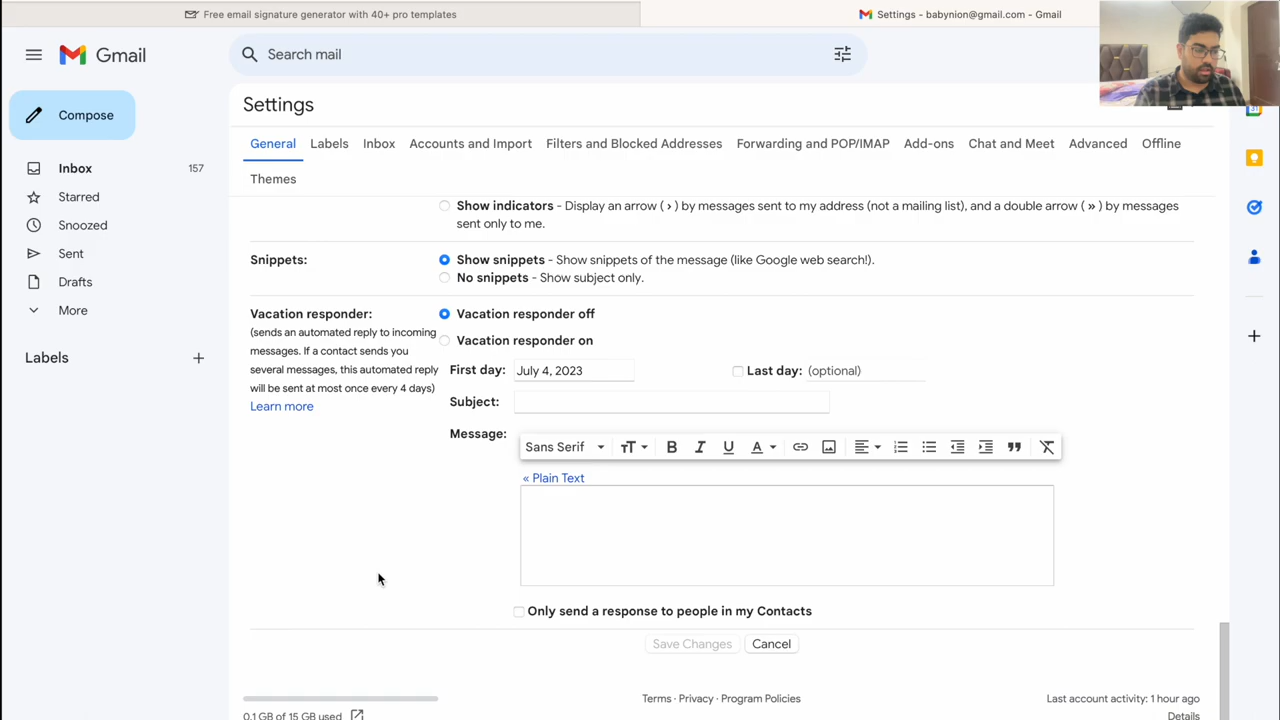 Free email signature generator with 40+ pro templates
Settings - babynion@gmail.com - Gmail
Gmail
Search mail
Compose
Inbox 157
Starred
Snoozed
Sent
Drafts
More
Labels
Settings
General Labels Inbox Accounts and Import Filters and Blocked Addresses Forwarding and POP/IMAP Add-ons Chat and Meet Advanced Offline
Themes
Show indicators - Display an arrow ( › ) by messages sent to my address (not a mailing list), and a double arrow ( » ) by messages
sent only to me.
Snippets:
Show snippets - Show snippets of the message (like Google web search!).
No snippets - Show subject only.
Vacation responder:
(sends an automated reply to incoming
messages. If a contact sends you
several messages, this automated reply
will be sent at most once every 4 days)
Learn more
Vacation responder off
Vacation responder on
First day: July 4, 2023 Last day: (optional)
Subject:
Message:
Sans Serif
« Plain Text
Only send a response to people in my Contacts
Save Changes Cancel
0.1 GB of 15 GB used
Terms · Privacy · Program Policies
Last account activity: 1 hour ago
Details
31